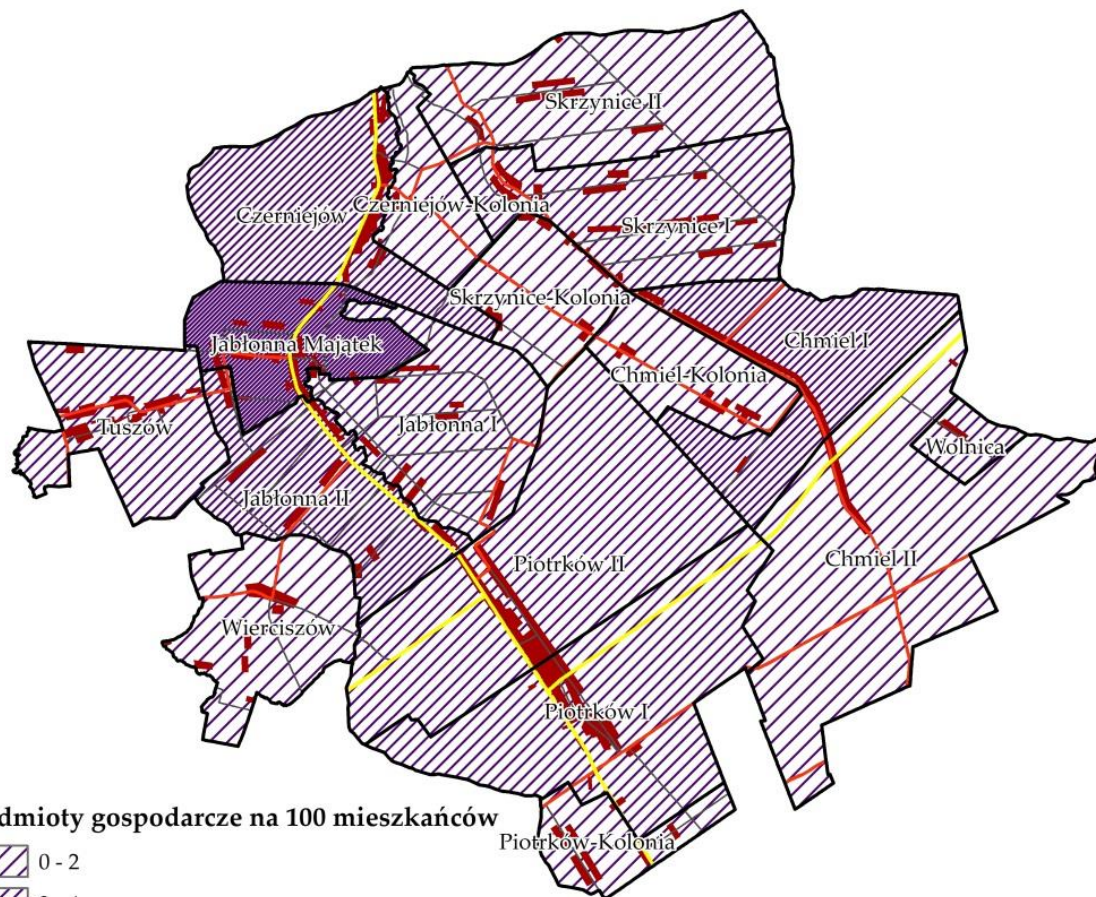 Skrzynice II
Czerniejów
Czerniejów-Kolonia
Skrzynice I
Skrzynice-Kolonia
Jabłonna Majątek
Chmiel I
Chmiel-Kolonia
Tuszów
Jabłonna I
Wolnica
Jabłonna II
Piotrków II
Chmiel II
Wierciszów
Piotrków I
dmioty gospodarcze na 100 mieszkańców
Piotrków-Kolonia
0 - 2